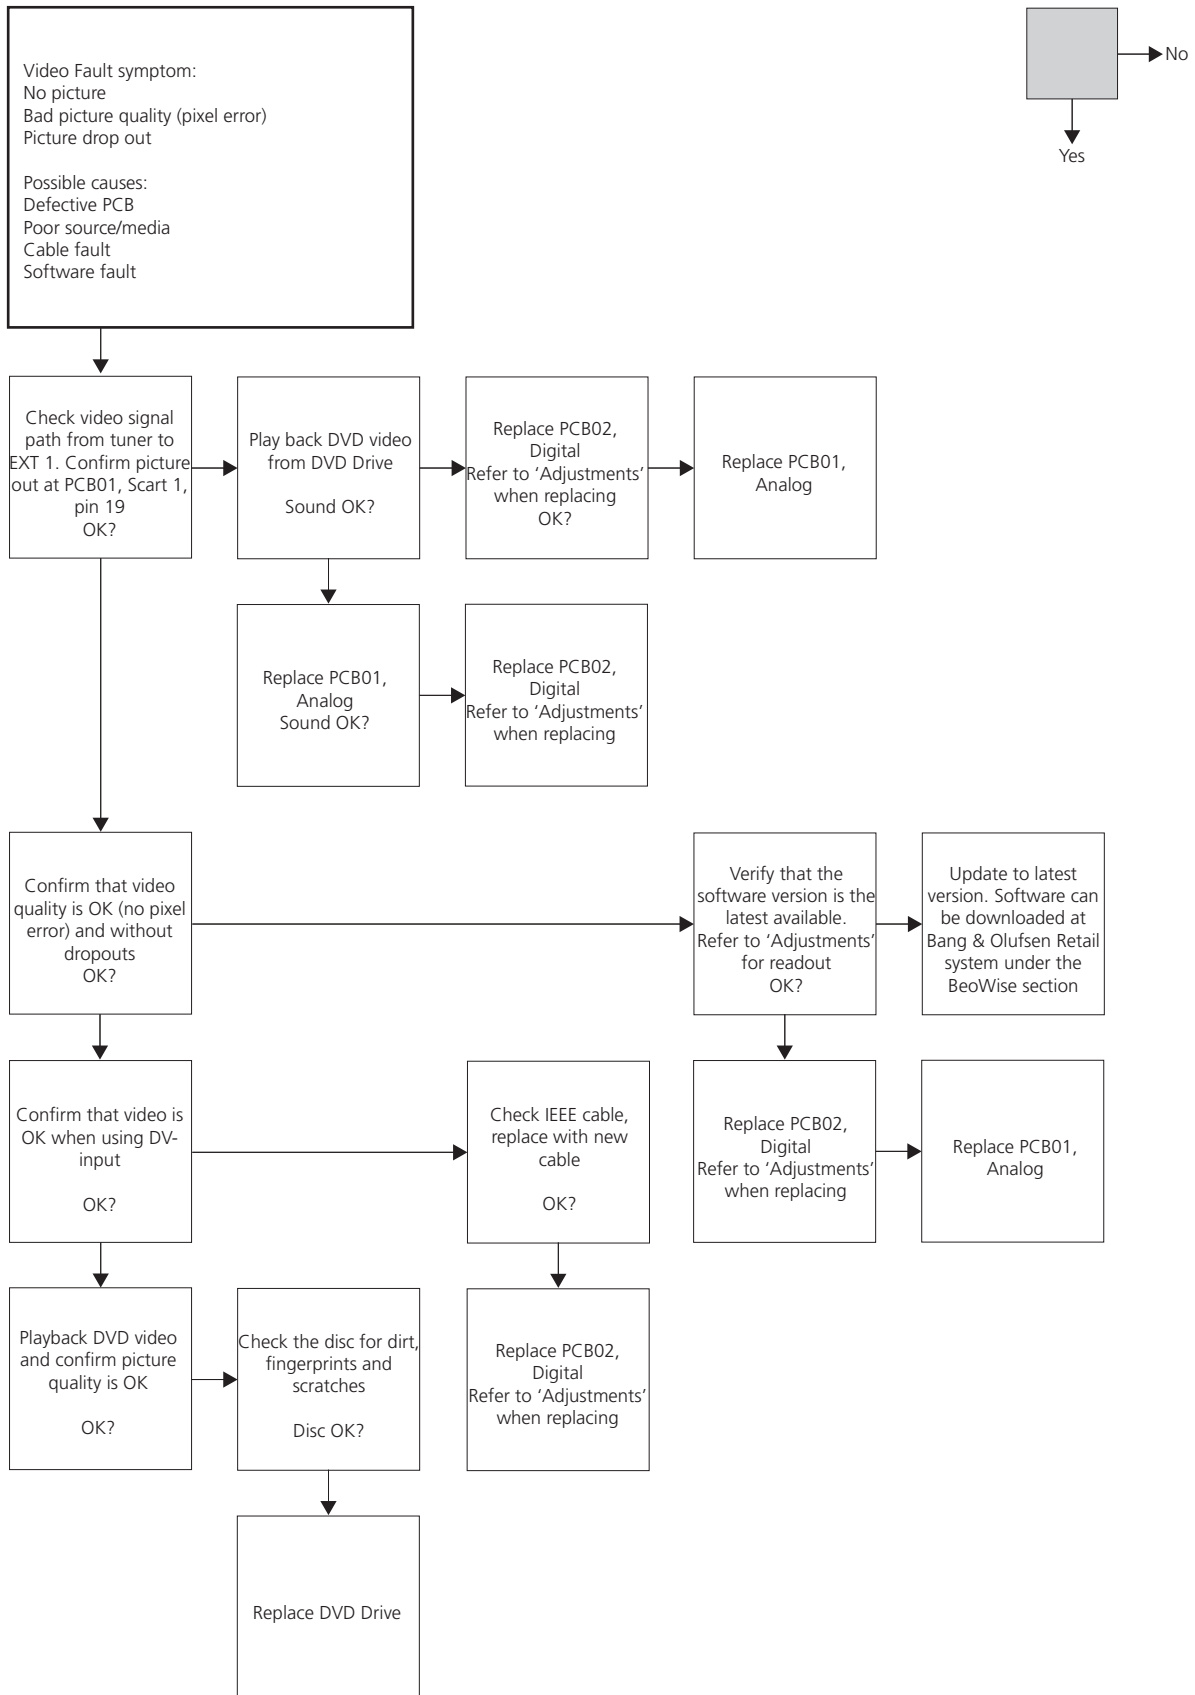 Video Fault symptom:
No picture
Bad picture quality (pixel error)
Picture drop out
Possible causes:
Defective PCB
Poor source/media
Cable fault
Software fault
No
Yes
Check video signal
path from tuner to
EXT 1. Confirm picture
out at PCB01, Scart 1,
pin 19
OK?
Play back DVD video
from DVD Drive
Sound OK?
Replace PCB02,
Digital
Refer to ‘Adjustments’
when replacing
OK?
Replace PCB01,
Analog
Replace PCB01,
Analog
Sound OK?
Replace PCB02,
Digital
Refer to ‘Adjustments’
when replacing
Confirm that video
quality is OK (no pixel
error) and without
dropouts
OK?
Verify that the
software version is the
latest available.
Refer to ‘Adjustments’
for readout
OK?
Update to latest
version. Software can
be downloaded at
Bang & Olufsen Retail
system under the
BeoWise section
Confirm that video is
OK when using DV-
input
OK?
Check IEEE cable,
replace with new
cable
OK?
Replace PCB02,
Digital
Refer to ‘Adjustments’
when replacing
Replace PCB01,
Analog
Playback DVD video
and confirm picture
quality is OK
OK?
Check the disc for dirt,
fingerprints and
scratches
Disc OK?
Replace PCB02,
Digital
Refer to ‘Adjustments’
when replacing
Replace DVD Drive